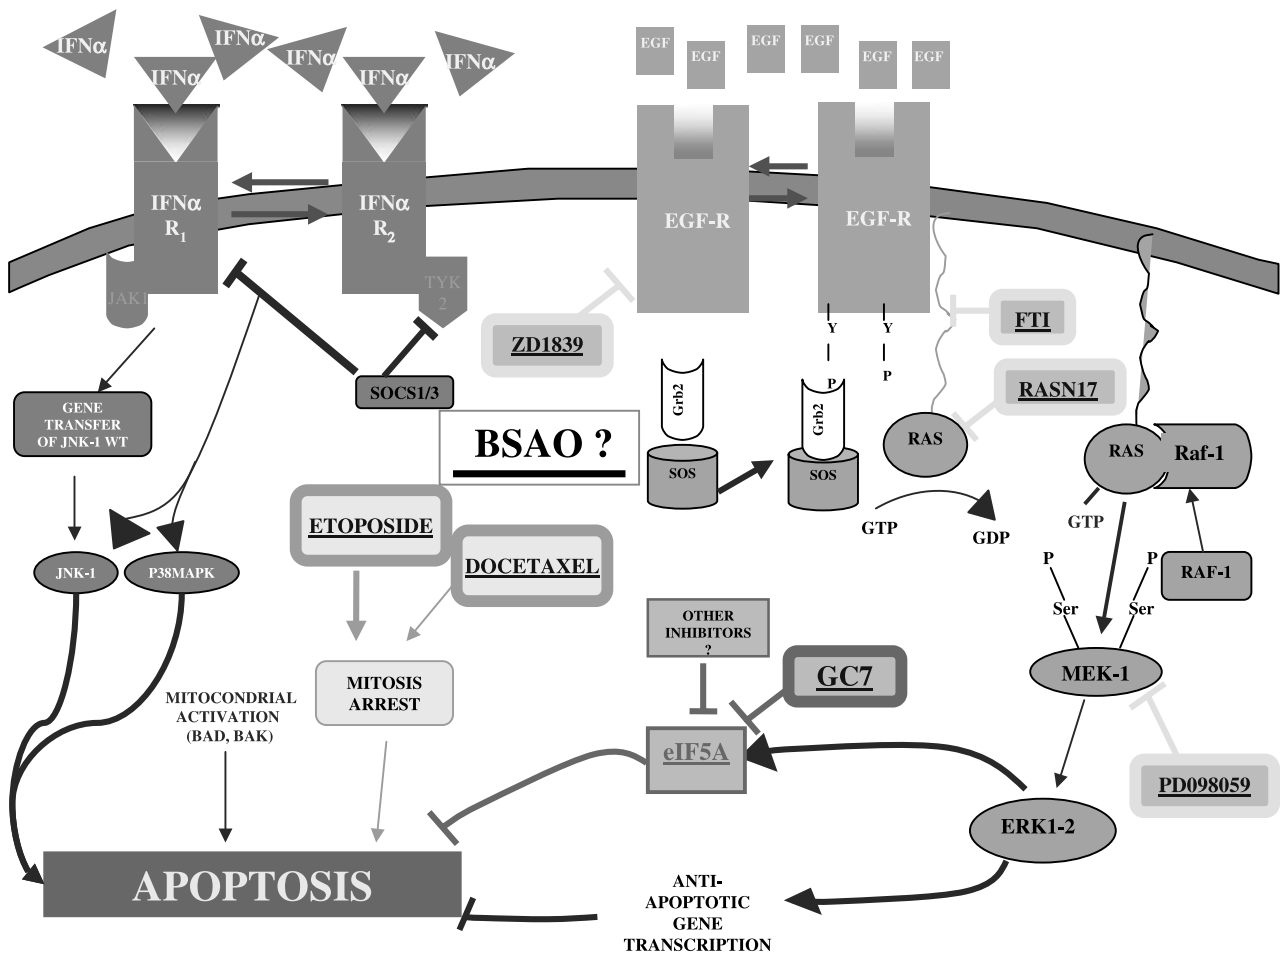 IFNα
IFNα
IFNα
IFNα
IFNα
IFNα
EGF
EGF
EGF
EGF
EGF
EGF
IFNα
R1
IFNα
R2
EGF-R
EGF-R
JAK1
TYK
2
ZD1839
FTI
Y
Y
P
P
SOCS1/3
RASN17
GENE
TRANSFER
OF JNK-1 WT
BSAO ?
Grb2
Grb2
SOS
SOS
RAS
RAS
Raf-1
GTP
GDP
GTP
ETOPOSIDE
DOCETAXEL
JNK-1
P38MAPK
P
P
RAF-1
Ser
Ser
OTHER
INHIBITORS
?
GC7
MEK-1
MITOSIS
ARREST
MITOCONDRIAL
ACTIVATION
(BAD, BAK)
eIF5A
PD098059
ERK1-2
APOPTOSIS
ANTI-
APOPTOTIC
GENE
TRANSCRIPTION